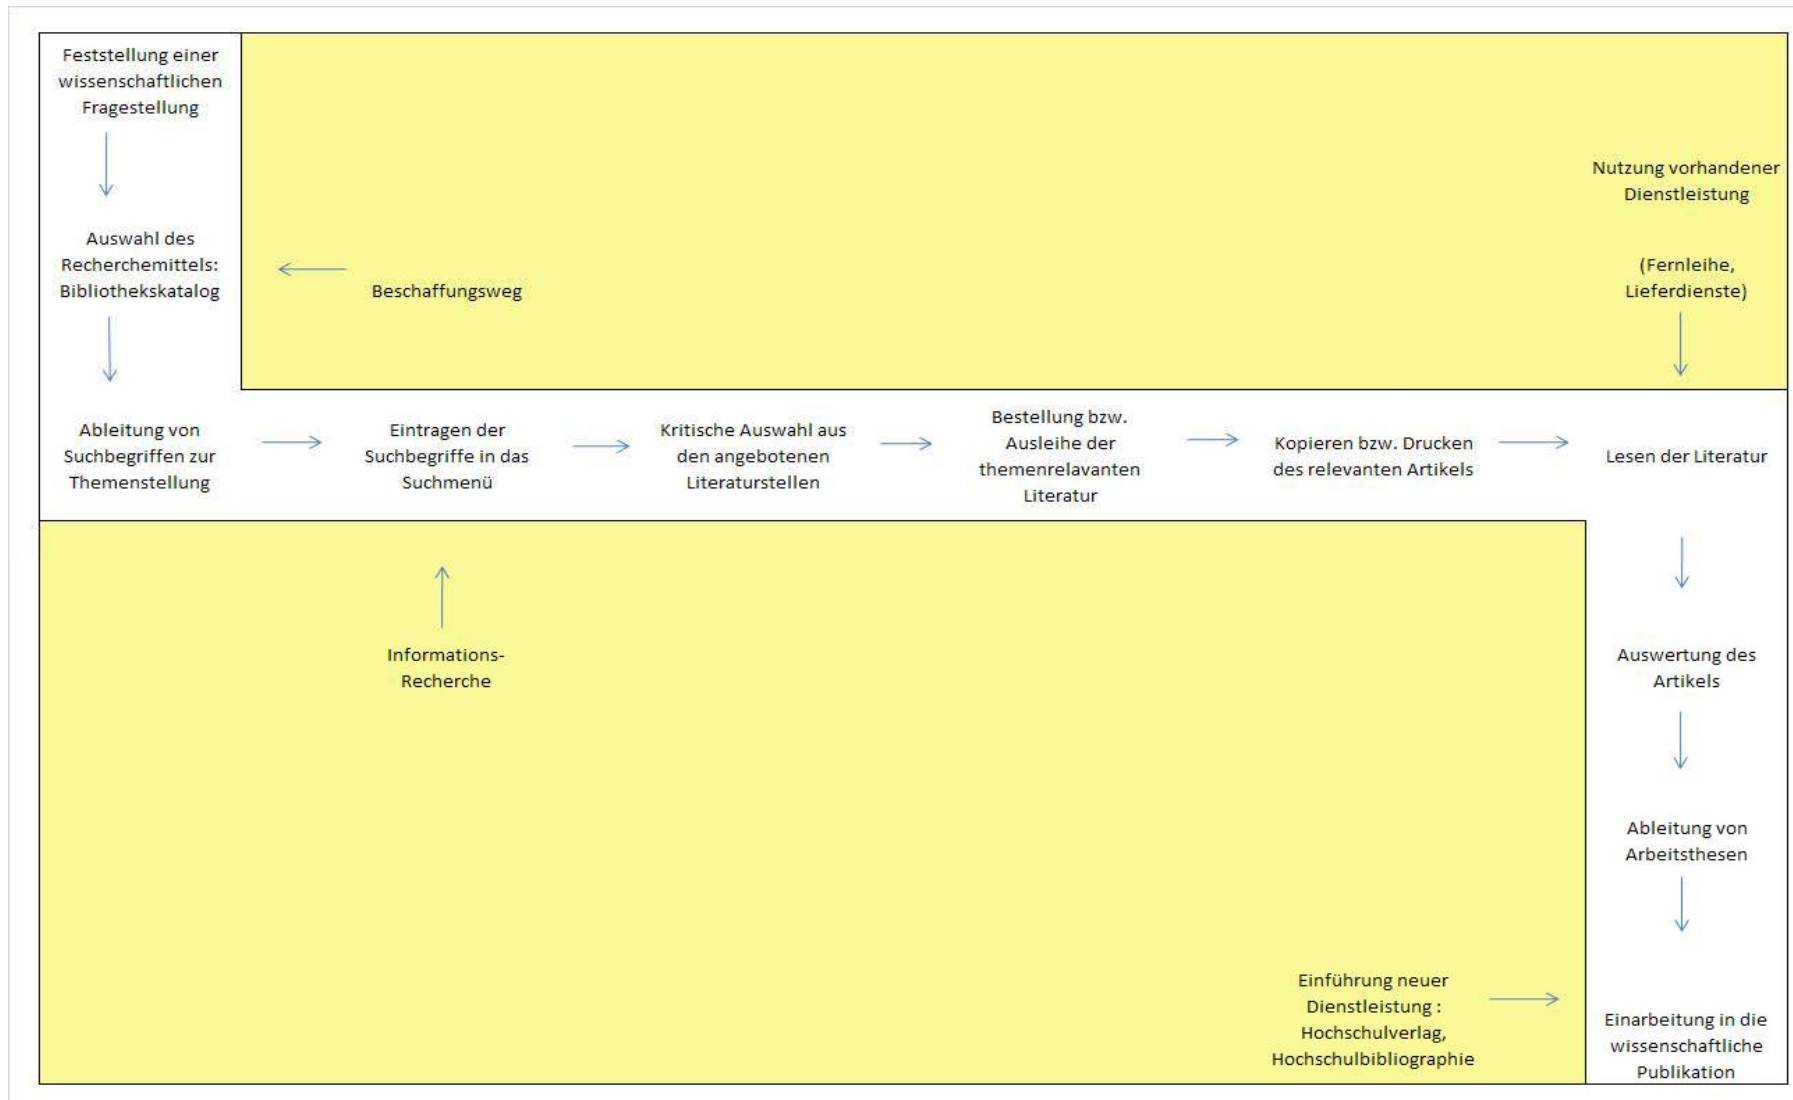 Feststellung einer
wissenschaftlichen
Fragestellung
Auswahl des
Recherchemittels:
Bibliothekskatalog
Beschaffungsweg
Nutzung vorhandener
Dienstleistung
(Fernleihe,
Lieferdienste)
Ableitung von
Suchbegriffen zur
Themenstellung
Eintragen der
Suchbegriffe in das
Suchmenü
Kritische Auswahl aus
den angebotenen
Literaturstellen
Bestellung bzw.
Ausleihe der
themenrelavanten
Literatur
Kopieren bzw. Drucken
des relevanten Artikels
Lesen der Literatur
Informations-
Recherche
Auswertung des
Artikels
Ableitung von
Arbeitsthesen
Einführung neuer
Dienstleistung :
Hochschulverlag,
Hochschulbibliographie
Einarbeitung in die
wissenschaftliche
Publikation